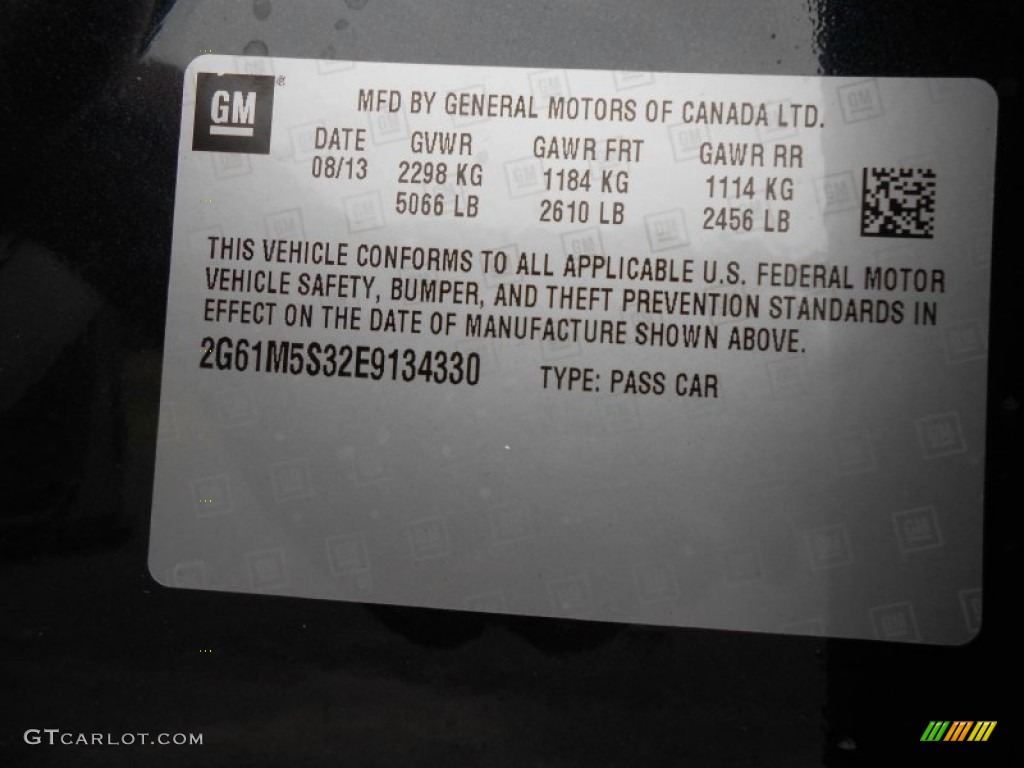 GM ®
MFD BY GENERAL MOTORS OF CANADA LTD.
DATE GVWR GAWR FRT GAWR RR
08/13 2298 KG 1184 KG 1114 KG
5066 LB 2610 LB 2456 LB
THIS VEHICLE CONFORMS TO ALL APPLICABLE U.S. FEDERAL MOTOR
VEHICLE SAFETY, BUMPER, AND THEFT PREVENTION STANDARDS IN
EFFECT ON THE DATE OF MANUFACTURE SHOWN ABOVE.
2G61M5S32E9134330 TYPE: PASS CAR
GTCARLOT.COM